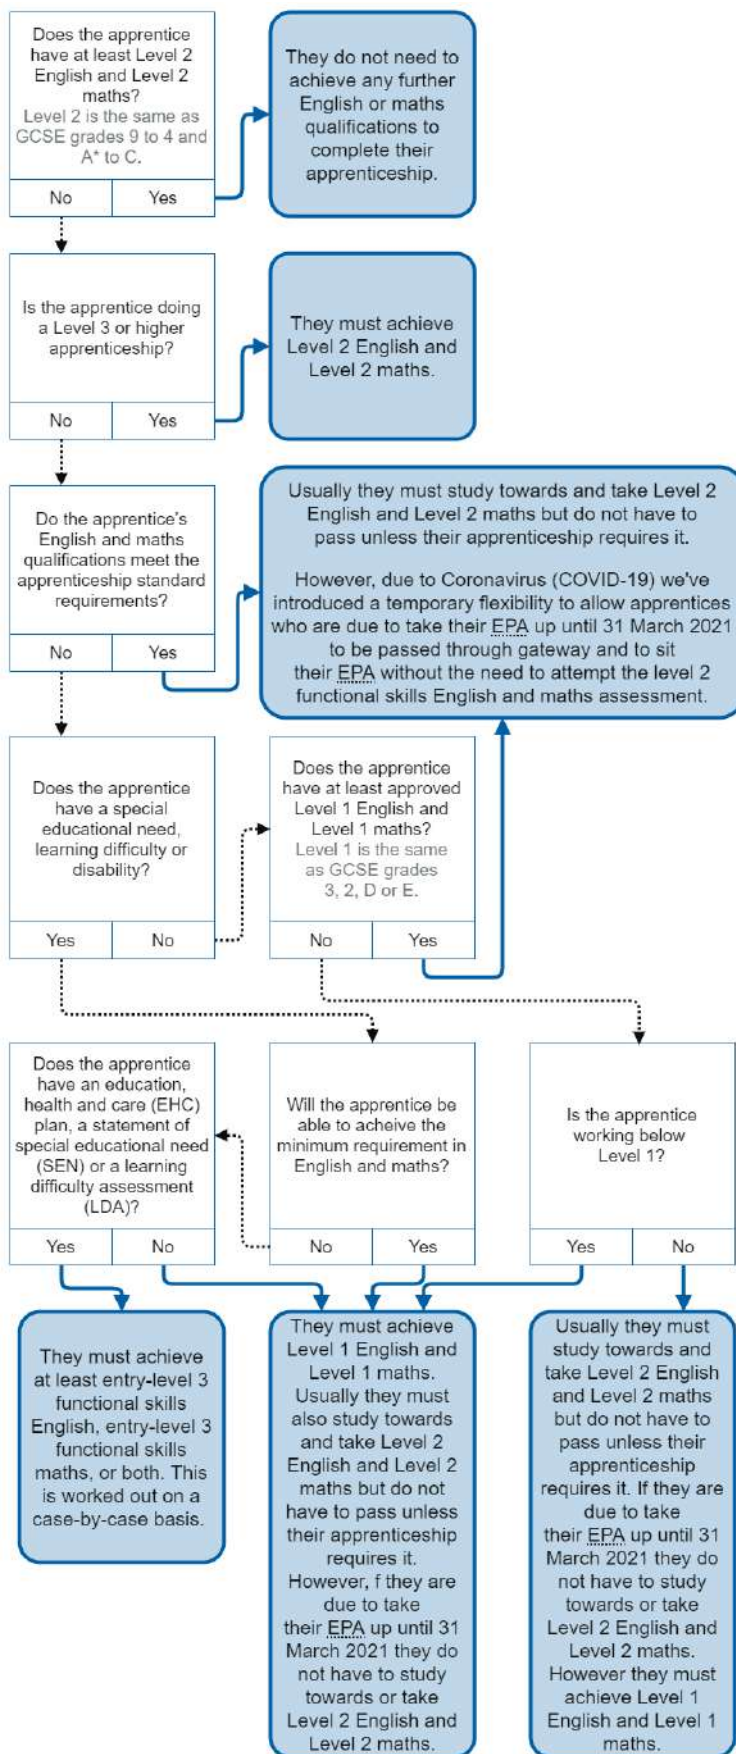 Does the apprentice
have at least Level 2
English and Level 2
maths?
Level 2 is the same as
GCSE grades 9 to 4 and
A* to C.
No
Yes
They do not need to
achieve any further
English or maths
qualifications to
complete their
apprenticeship.
Is the apprentice doing
a Level 3 or higher
apprenticeship?
No
Yes
They must achieve
Level 2 English and
Level 2 maths.
Do the apprentice's
English and maths
qualifications meet the
apprenticeship standard
requirements?
No
Yes
Usually they must study towards and take Level 2
English and Level 2 maths but do not have to
pass unless their apprenticeship requires it.
However, due to Coronavirus (COVID-19) we've
introduced a temporary flexibility to allow apprentices
who are due to take their EPA up until 31 March 2021
to be passed through gateway and to sit
their EPA without the need to attempt the level 2
functional skills English and maths assessment.
Does the apprentice
have a special
educational need,
learning difficulty or
disability?
Yes
No
Does the apprentice
have at least approved
Level 1 English and
Level 1 maths?
Level 1 is the same
as GCSE grades
3, 2, D or E.
No
Yes
Does the apprentice
have an education,
health and care (EHC)
plan, a statement of
special educational need
(SEN) or a learning
difficulty assessment
(LDA)?
Yes
No
Will the apprentice be
able to acheive the
minimum requirement in
English and maths?
No
Yes
Is the apprentice
working below
Level 1?
Yes
No
They must achieve
at least entry-level 3
functional skills
English, entry-level 3
functional skills
maths, or both. This
is worked out on a
case-by-case basis.
They must achieve
Level 1 English and
Level 1 maths.
Usually they must
also study towards
and take Level 2
English and Level 2
maths but do not
have to pass unless
their apprenticeship
requires it.
However, f they are
due to take
their EPA up until 31
March 2021 they do
not have to study
towards or take
Level 2 English and
Level 2 maths.
Usually they must
study towards and
take Level 2 English
and Level 2 maths
but do not have to
pass unless their
apprenticeship
requires it. If they are
due to take
their EPA up until 31
March 2021 they do
not have to study
towards or take
Level 2 English and
Level 2 maths.
However they must
achieve Level 1
English and Level 1
maths.